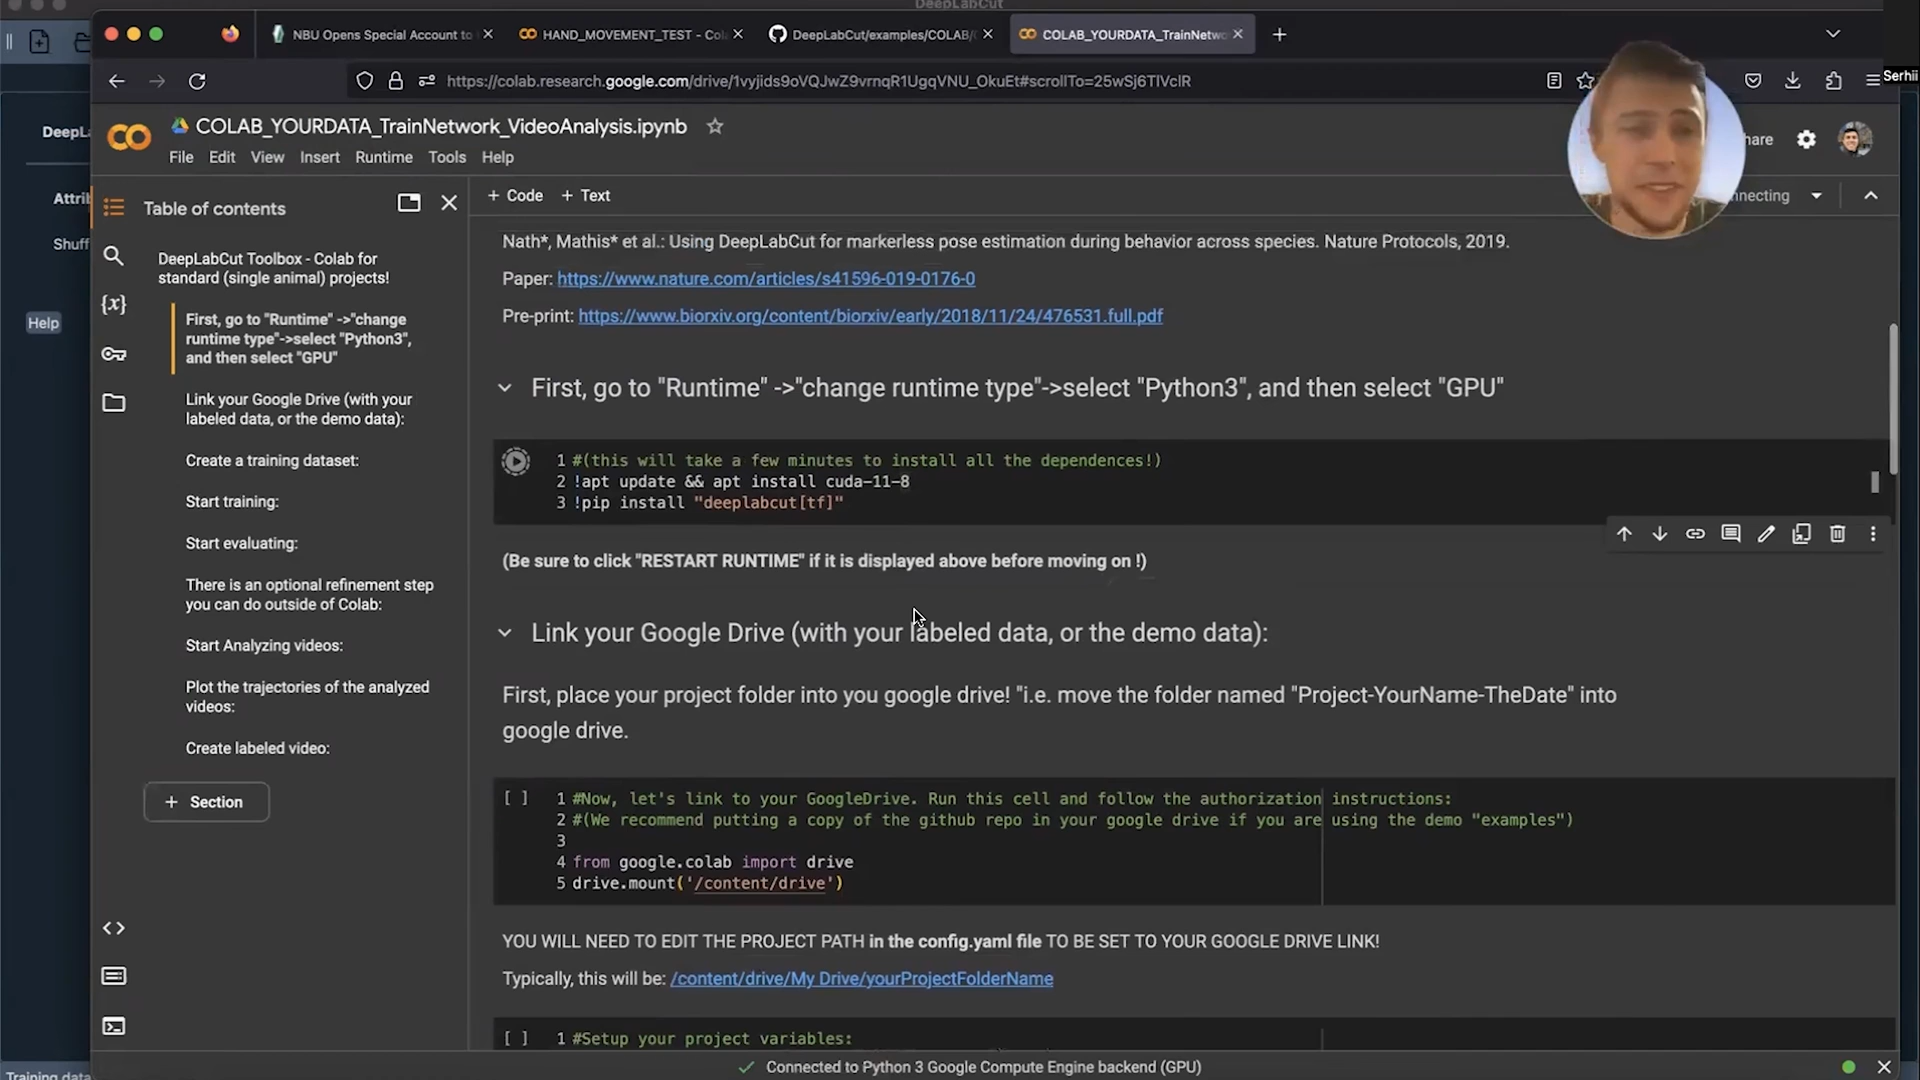 DeepLabCut
NBU Opens Special Account to
HAND_MOVEMENT_TEST - Col
DeepLabCut/examples/COLAB/
COLAB_YOURDATA_TrainNetwo
https://colab.research.google.com/drive/1vyjids9oVQJwZ9vrnqR1UgqVNU_OkuEt#scrollTo=25wSj6TlVclR
Serhii
DeepLa
COLAB_YOURDATA_TrainNetwork_VideoAnalysis.ipynb
hare
File Edit View Insert Runtime Tools Help
Attrib
Shuff
Help
Training data
Table of contents
DeepLabCut Toolbox - Colab for
standard (single animal) projects!
First, go to "Runtime" ->"change
runtime type"->select "Python3",
and then select "GPU"
Link your Google Drive (with your
labeled data, or the demo data):
Create a training dataset:
Start training:
Start evaluating:
There is an optional refinement step
you can do outside of Colab:
Start Analyzing videos:
Plot the trajectories of the analyzed
videos:
Create labeled video:
+ Section
+ Code + Text
nnecting
Nath*, Mathis* et al.: Using DeepLabCut for markerless pose estimation during behavior across species. Nature Protocols, 2019.
Paper: https://www.nature.com/articles/s41596-019-0176-0
Pre-print: https://www.biorxiv.org/content/biorxiv/early/2018/11/24/476531.full.pdf
First, go to "Runtime" ->"change runtime type"->select "Python3", and then select "GPU"
1 #(this will take a few minutes to install all the dependences!)
2 !apt update && apt install cuda-11-8
3 !pip install "deeplabcut[tf]"
(Be sure to click "RESTART RUNTIME" if it is displayed above before moving on !)
Link your Google Drive (with your labeled data, or the demo data):
First, place your project folder into you google drive! "i.e. move the folder named "Project-YourName-TheDate" into
google drive.
[ ] 1 #Now, let's link to your GoogleDrive. Run this cell and follow the authorization instructions:
2 #(We recommend putting a copy of the github repo in your google drive if you are using the demo "examples")
3
4 from google.colab import drive
5 drive.mount('/content/drive')
YOU WILL NEED TO EDIT THE PROJECT PATH in the config.yaml file TO BE SET TO YOUR GOOGLE DRIVE LINK!
Typically, this will be: /content/drive/My Drive/yourProjectFolderName
[ ] 1 #Setup your project variables:
Connected to Python 3 Google Compute Engine backend (GPU)